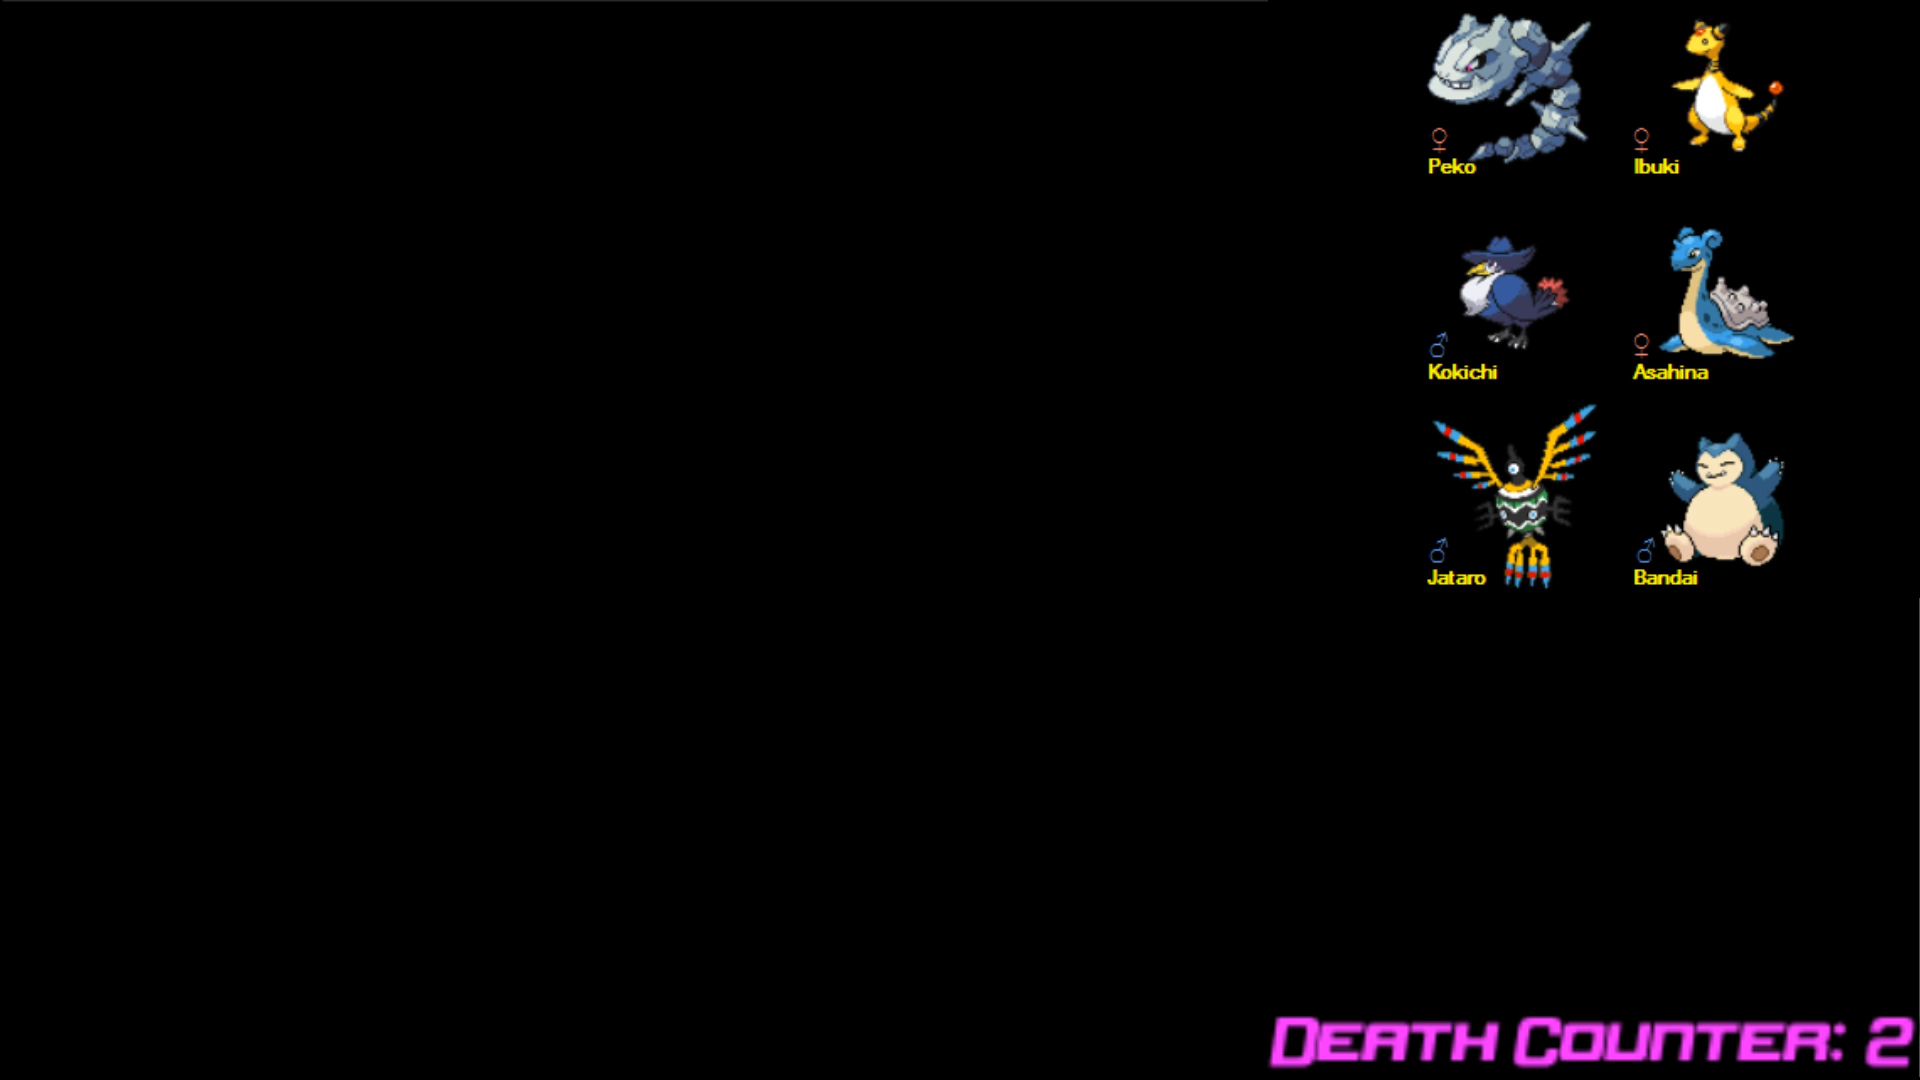 ♀ ♀
Peko Ibuki
♂ ♀
Kokichi Asahina
♂ ♂
Jataro Bandai
Death Counter: 2